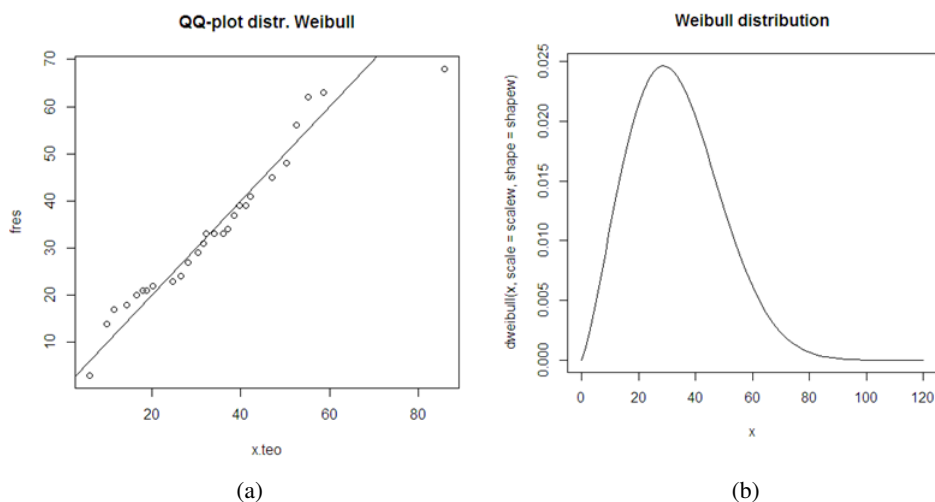 QQ-plot distr. Weibull
fres
70
60
50
40
30
20
10
20 40 60 80
x.teo
(a)
Weibull distribution
dweibull(x, scale = scalew, shape = shapew)
0.025
0.020
0.015
0.010
0.005
0.000
0 20 40 60 80 100 120
x
(b)